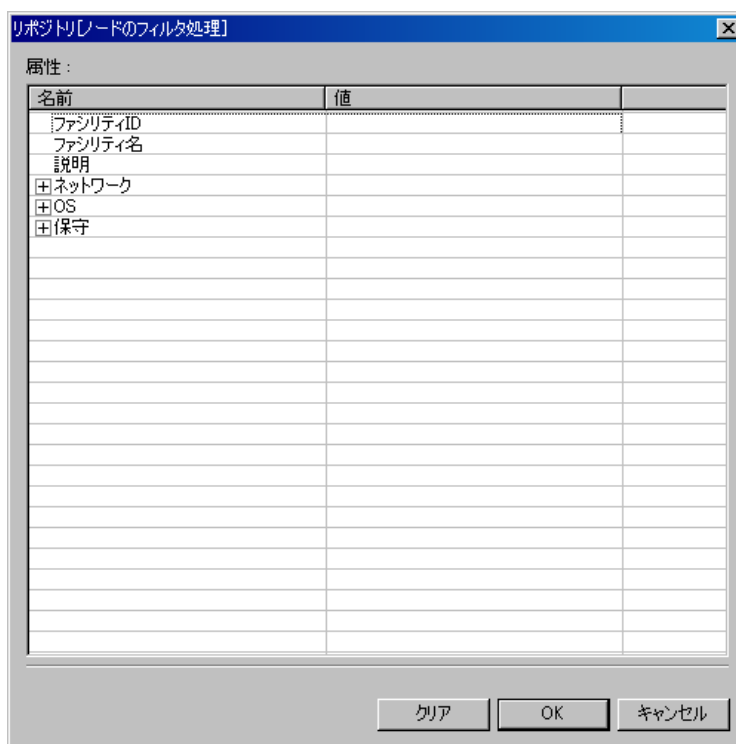 リポジトリ[ノードのフィルタ処理]
属性：
名前 値
ファシリティID
ファシリティ名
説明
ネットワーク
OS
保守
クリア OK キャンセル